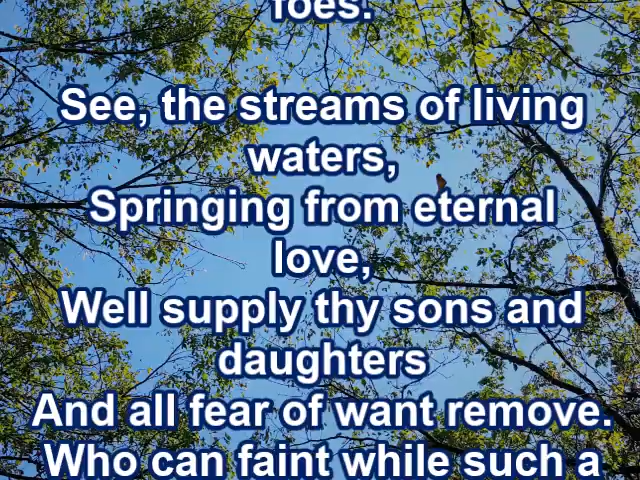 foes.
See, the streams of living
waters,
Springing from eternal
love,
Well supply thy sons and
daughters
And all fear of want remove.
Who can faint while such a